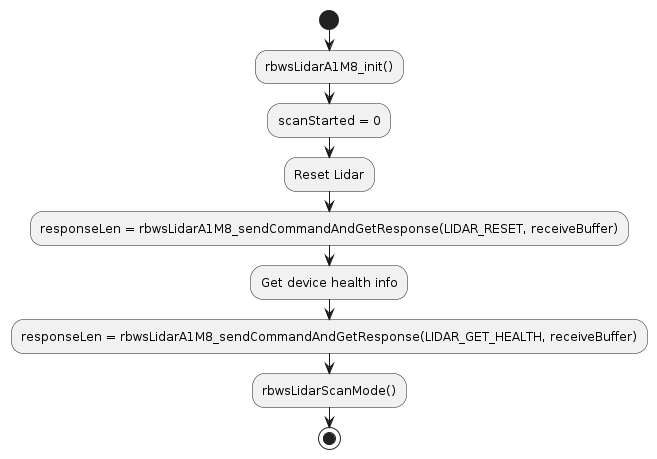 rbwsLidarA1M8_init()
scanStarted = 0
Reset Lidar
responseLen = rbwsLidarA1M8_sendCommandAndGetResponse(LIDAR_RESET, receiveBuffer)
Get device health info
responseLen = rbwsLidarA1M8_sendCommandAndGetResponse(LIDAR_GET_HEALTH, receiveBuffer)
rbwsLidarScanMode()